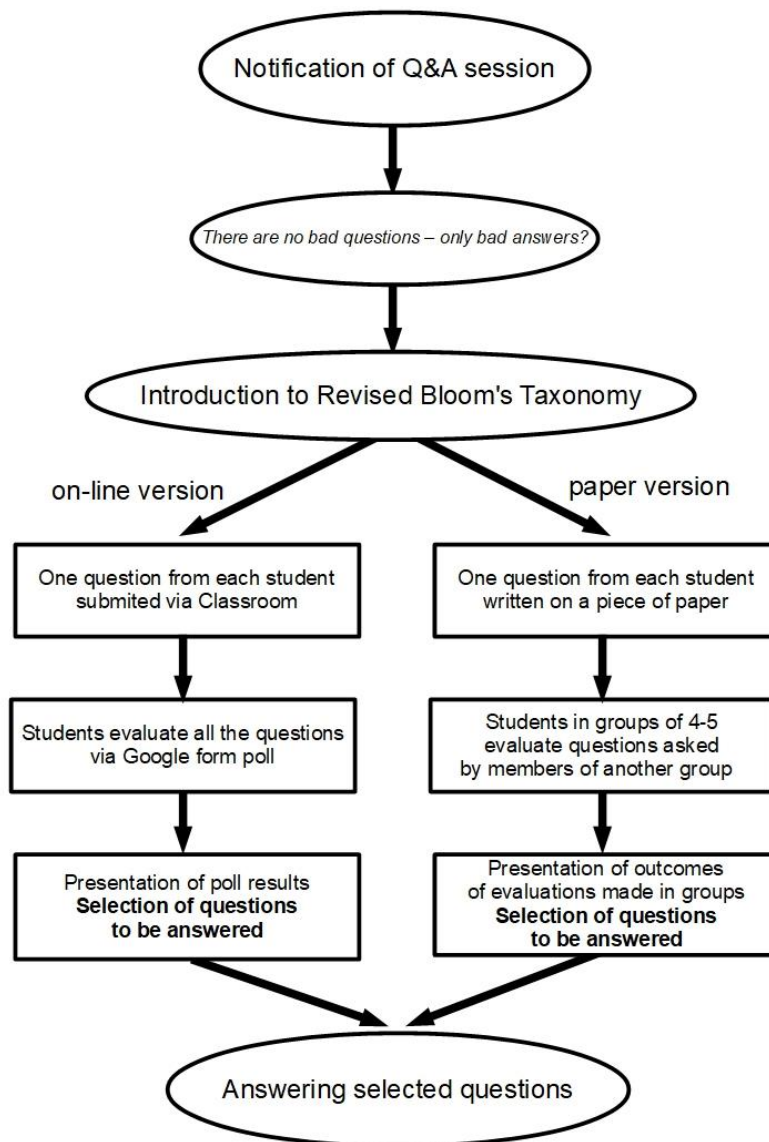 Notification of Q&A session
There are no bad questions – only bad answers?
Introduction to Revised Bloom's Taxonomy
on-line version
paper version
One question from each student
submited via Classroom
One question from each student
written on a piece of paper
Students evaluate all the questions
via Google form poll
Students in groups of 4-5
evaluate questions asked
by members of another group
Presentation of poll results
Selection of questions
to be answered
Presentation of outcomes
of evaluations made in groups
Selection of questions
to be answered
Answering selected questions